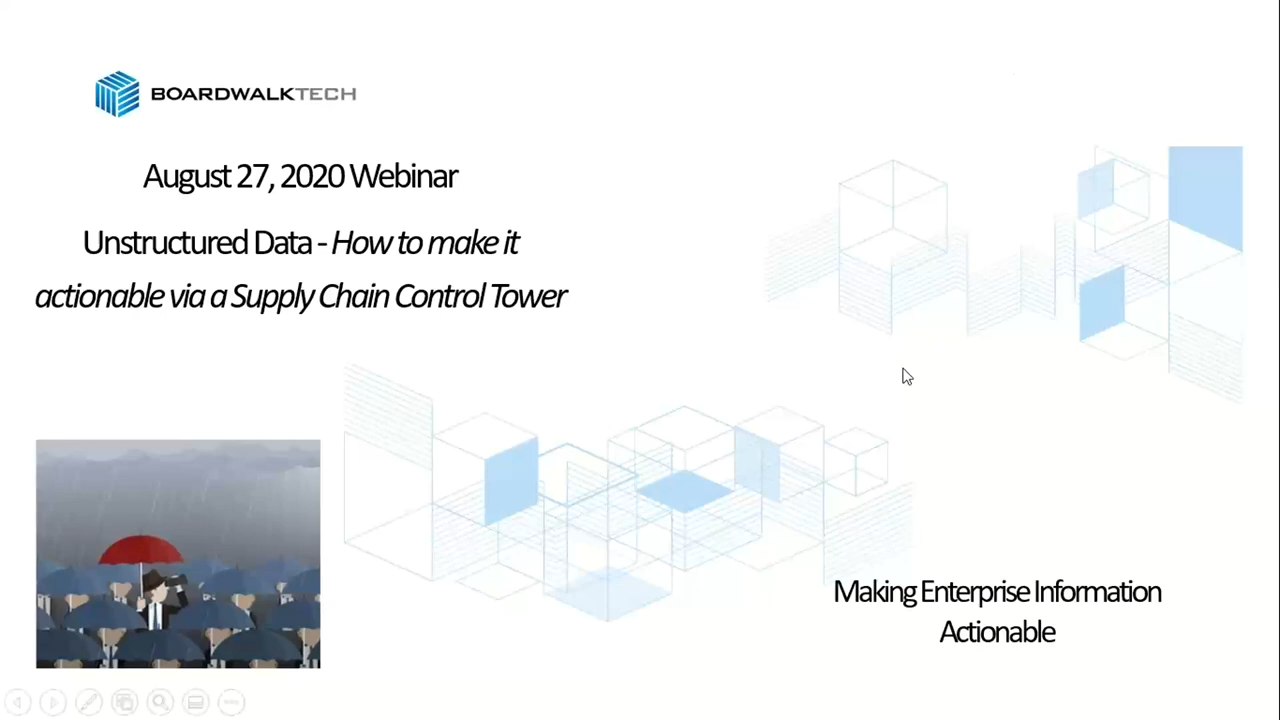 BOARDWALKTECH
August 27, 2020 Webinar
Unstructured Data - How to make it
actionable via a Supply Chain Control Tower
Making Enterprise Information
Actionable